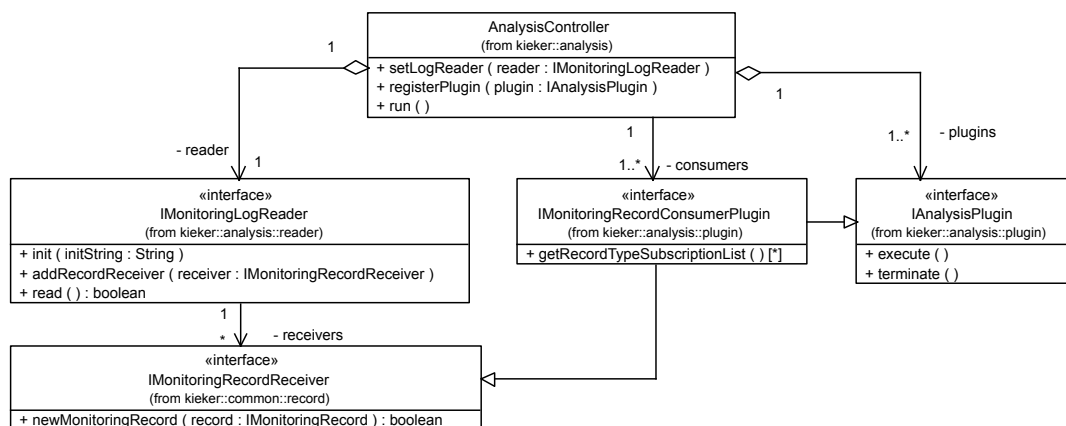 AnalysisController
(from kieker::analysis)
+ setLogReader ( reader : IMonitoringLogReader )
+ registerPlugin ( plugin : IAnalysisPlugin )
+ run ( )
1
1
1
- reader
1
1..*
- consumers
1..*
- plugins
«interface»
IMonitoringLogReader
(from kieker::analysis::reader)
+ init ( initString : String )
+ addRecordReceiver ( receiver : IMonitoringRecordReceiver )
+ read ( ) : boolean
«interface»
IMonitoringRecordConsumerPlugin
(from kieker::analysis::plugin)
+ getRecordTypeSubscriptionList ( ) [*]
«interface»
IAnalysisPlugin
(from kieker::analysis::plugin)
+ execute ( )
+ terminate ( )
1
*
- receivers
«interface»
IMonitoringRecordReceiver
(from kieker::common::record)
+ newMonitoringRecord ( record : IMonitoringRecord ) : boolean